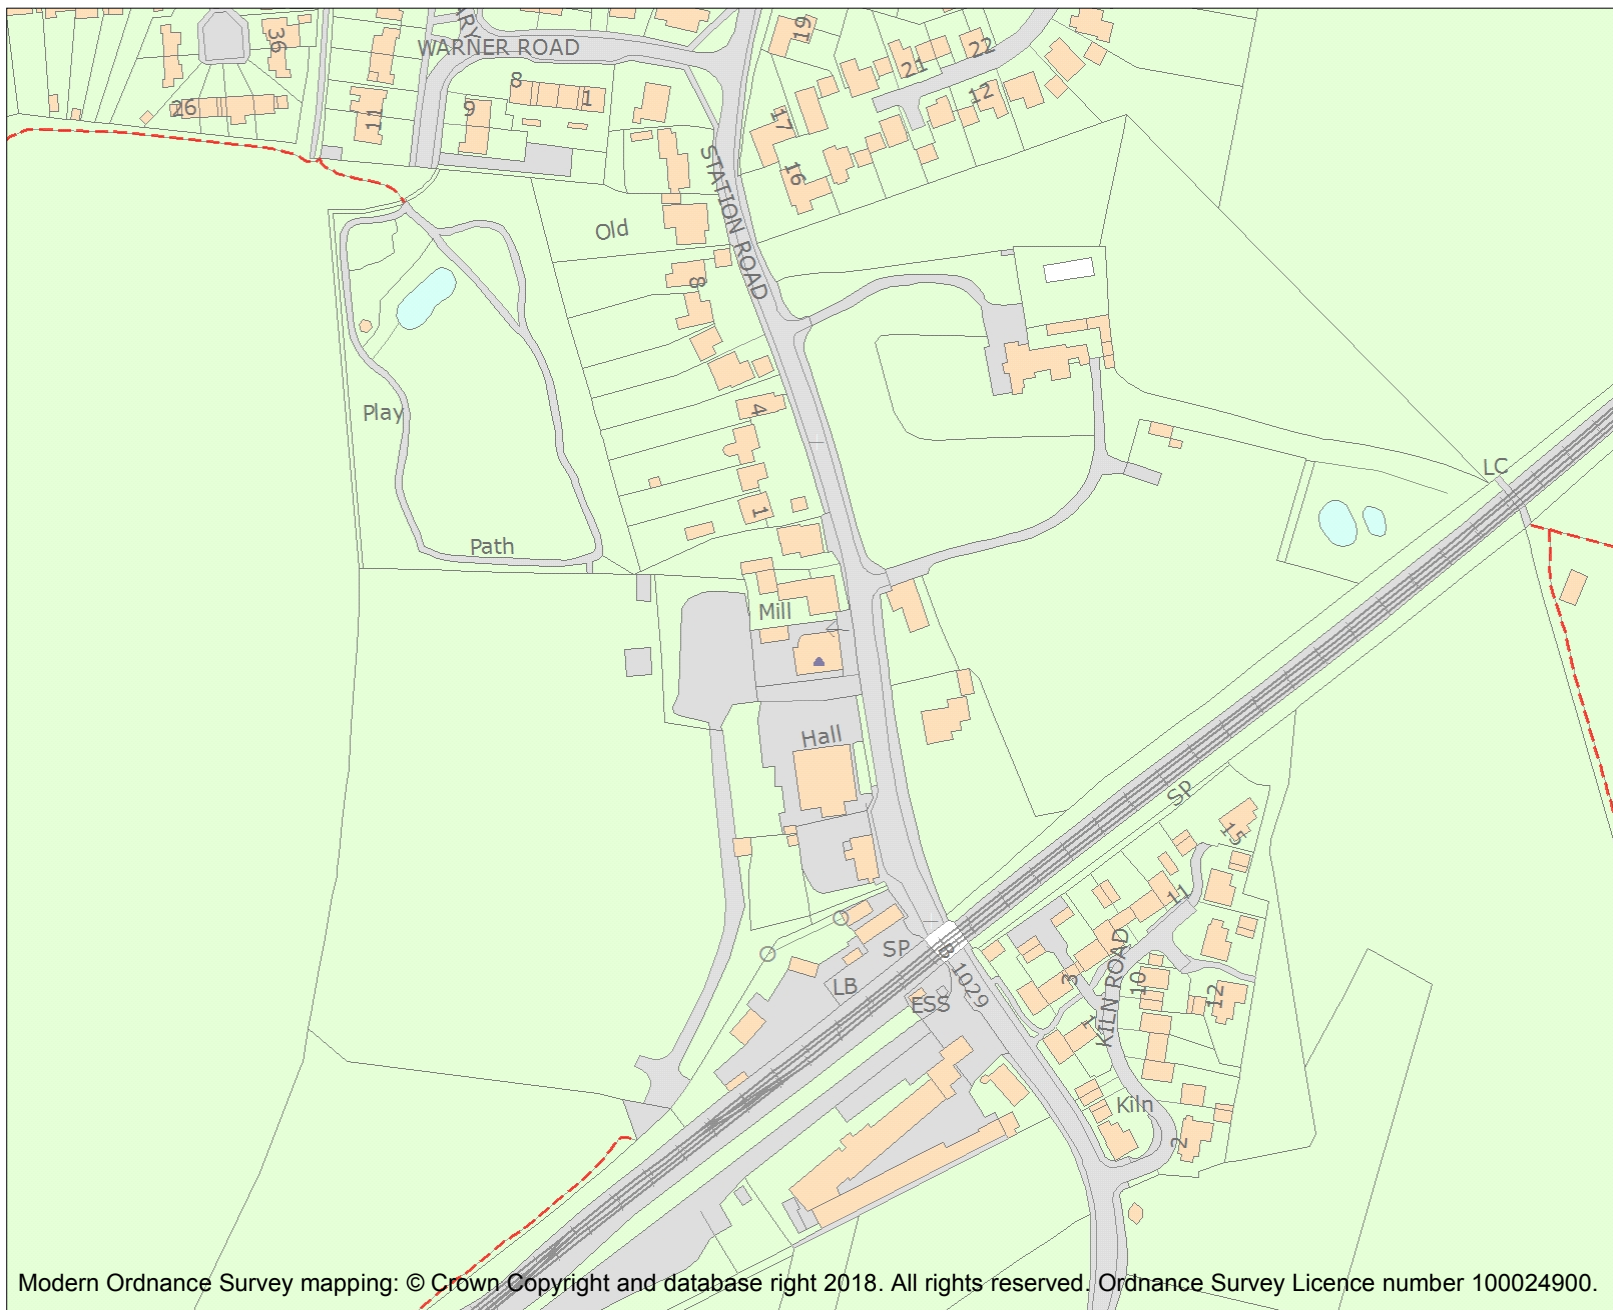 36
ARY
WARNER ROAD
19
22
21
12
8
1
26
9
11
17
16
STATION ROAD
Old
8
Play
4
LC
1
Path
Mill
Hall
SP
15
11
SP
B 1029
LB
ESS
3
KILN ROAD
10
12
1
Kiln
2
Modern Ordnance Survey mapping: © Crown Copyright and database right 2018. All rights reserved. Ordnance Survey Licence number 100024900.